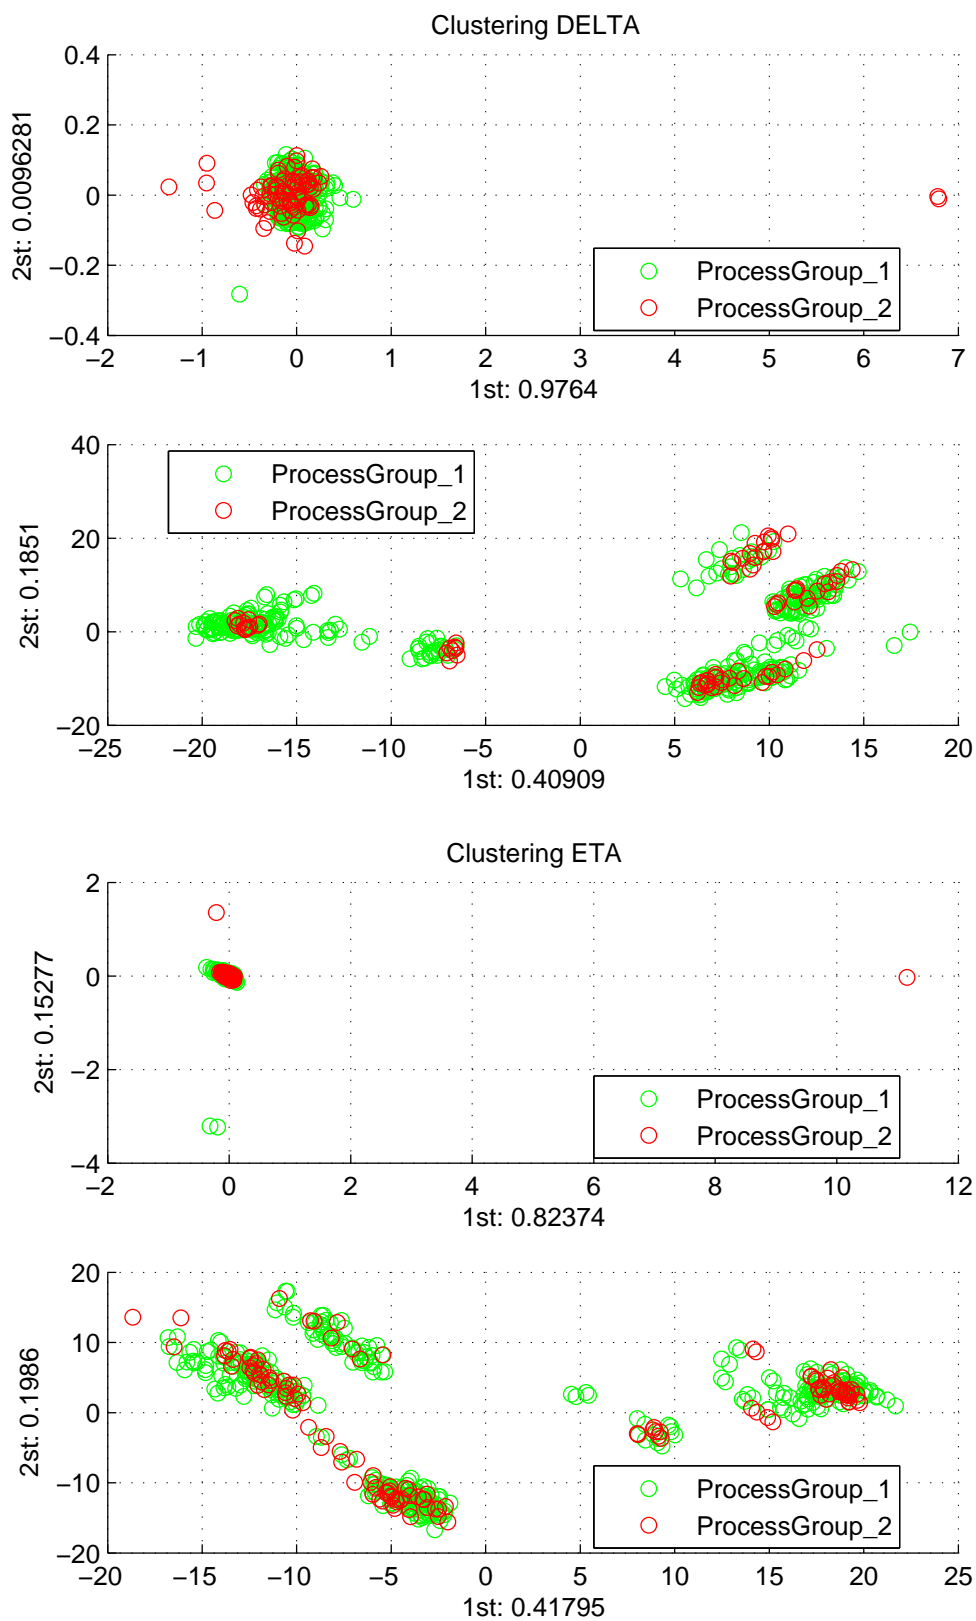 Clustering DELTA
0.4
0.2
0
−0.2
−0.4
2st: 0.0096281
ProcessGroup_1
ProcessGroup_2
−2 −1 0 1 2 3 4 5 6 7
1st: 0.9764
40
20
0
−20
2st: 0.1851
ProcessGroup_1
ProcessGroup_2
−25 −20 −15 −10 −5 0 5 10 15 20
1st: 0.40909
Clustering ETA
2
0
−2
−4
2st: 0.15277
ProcessGroup_1
ProcessGroup_2
−2 0 2 4 6 8 10 12
1st: 0.82374
20
10
0
−10
−20
2st: 0.1986
ProcessGroup_1
ProcessGroup_2
−20 −15 −10 −5 0 5 10 15 20 25
1st: 0.41795